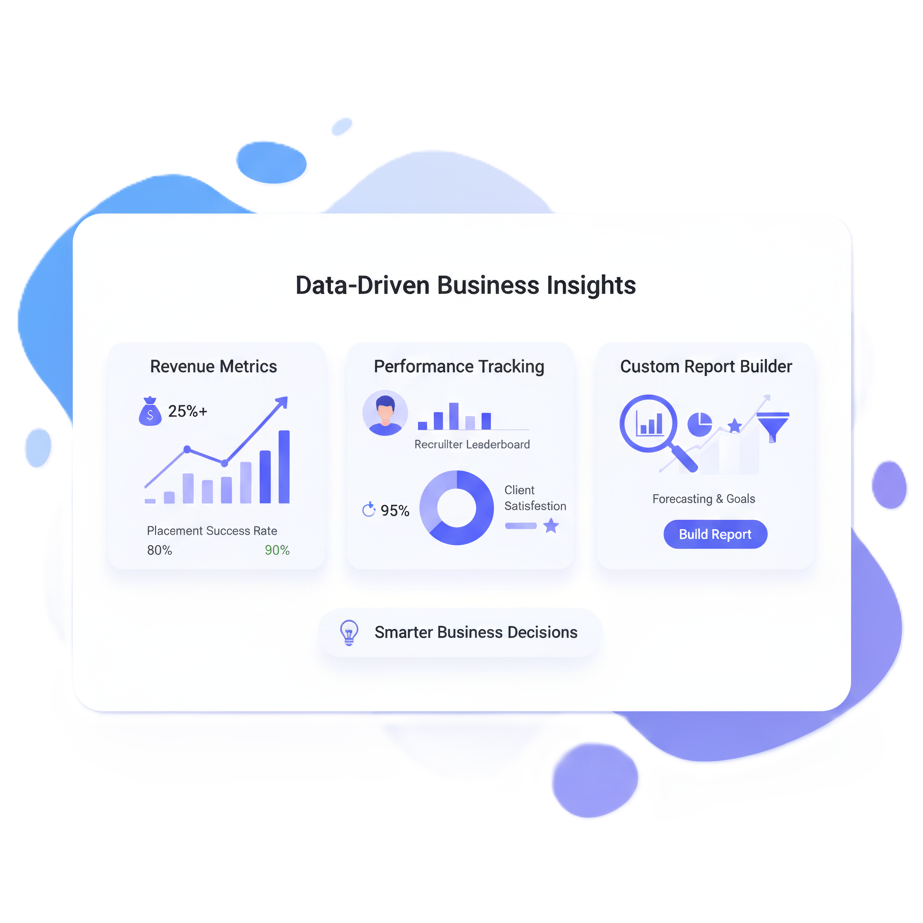 Data-Driven Business Insights
Revenue Metrics
$ 25%+
Placement Success Rate
80% 90%
Performance Tracking
Recruillter Leaderboard
95%
Client
Satisfestion
Custom Report Builder
Forecasting & Goals
Build Report
Smarter Business Decisions